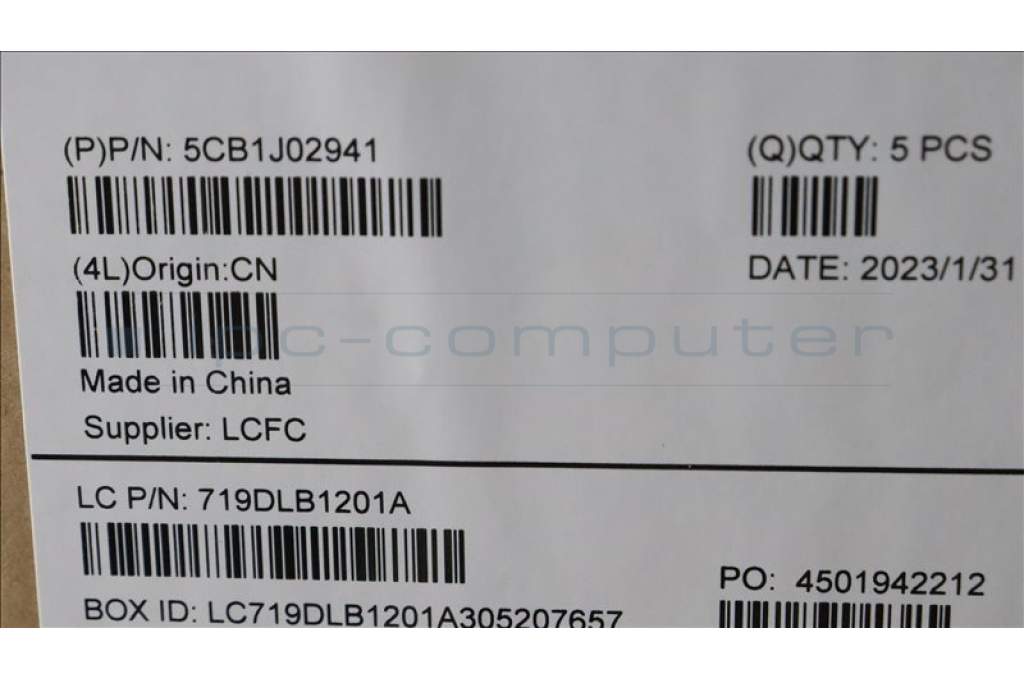 (P)P/N: 5CB1J02941
(Q)QTY: 5 PCS
(4L)Origin:CN
DATE: 2023/1/31
pc-computer
Made in China
Supplier: LCFC
LC P/N: 719DLB1201A
PO: 4501942212
BOX ID: LC719DLB1201A305207657